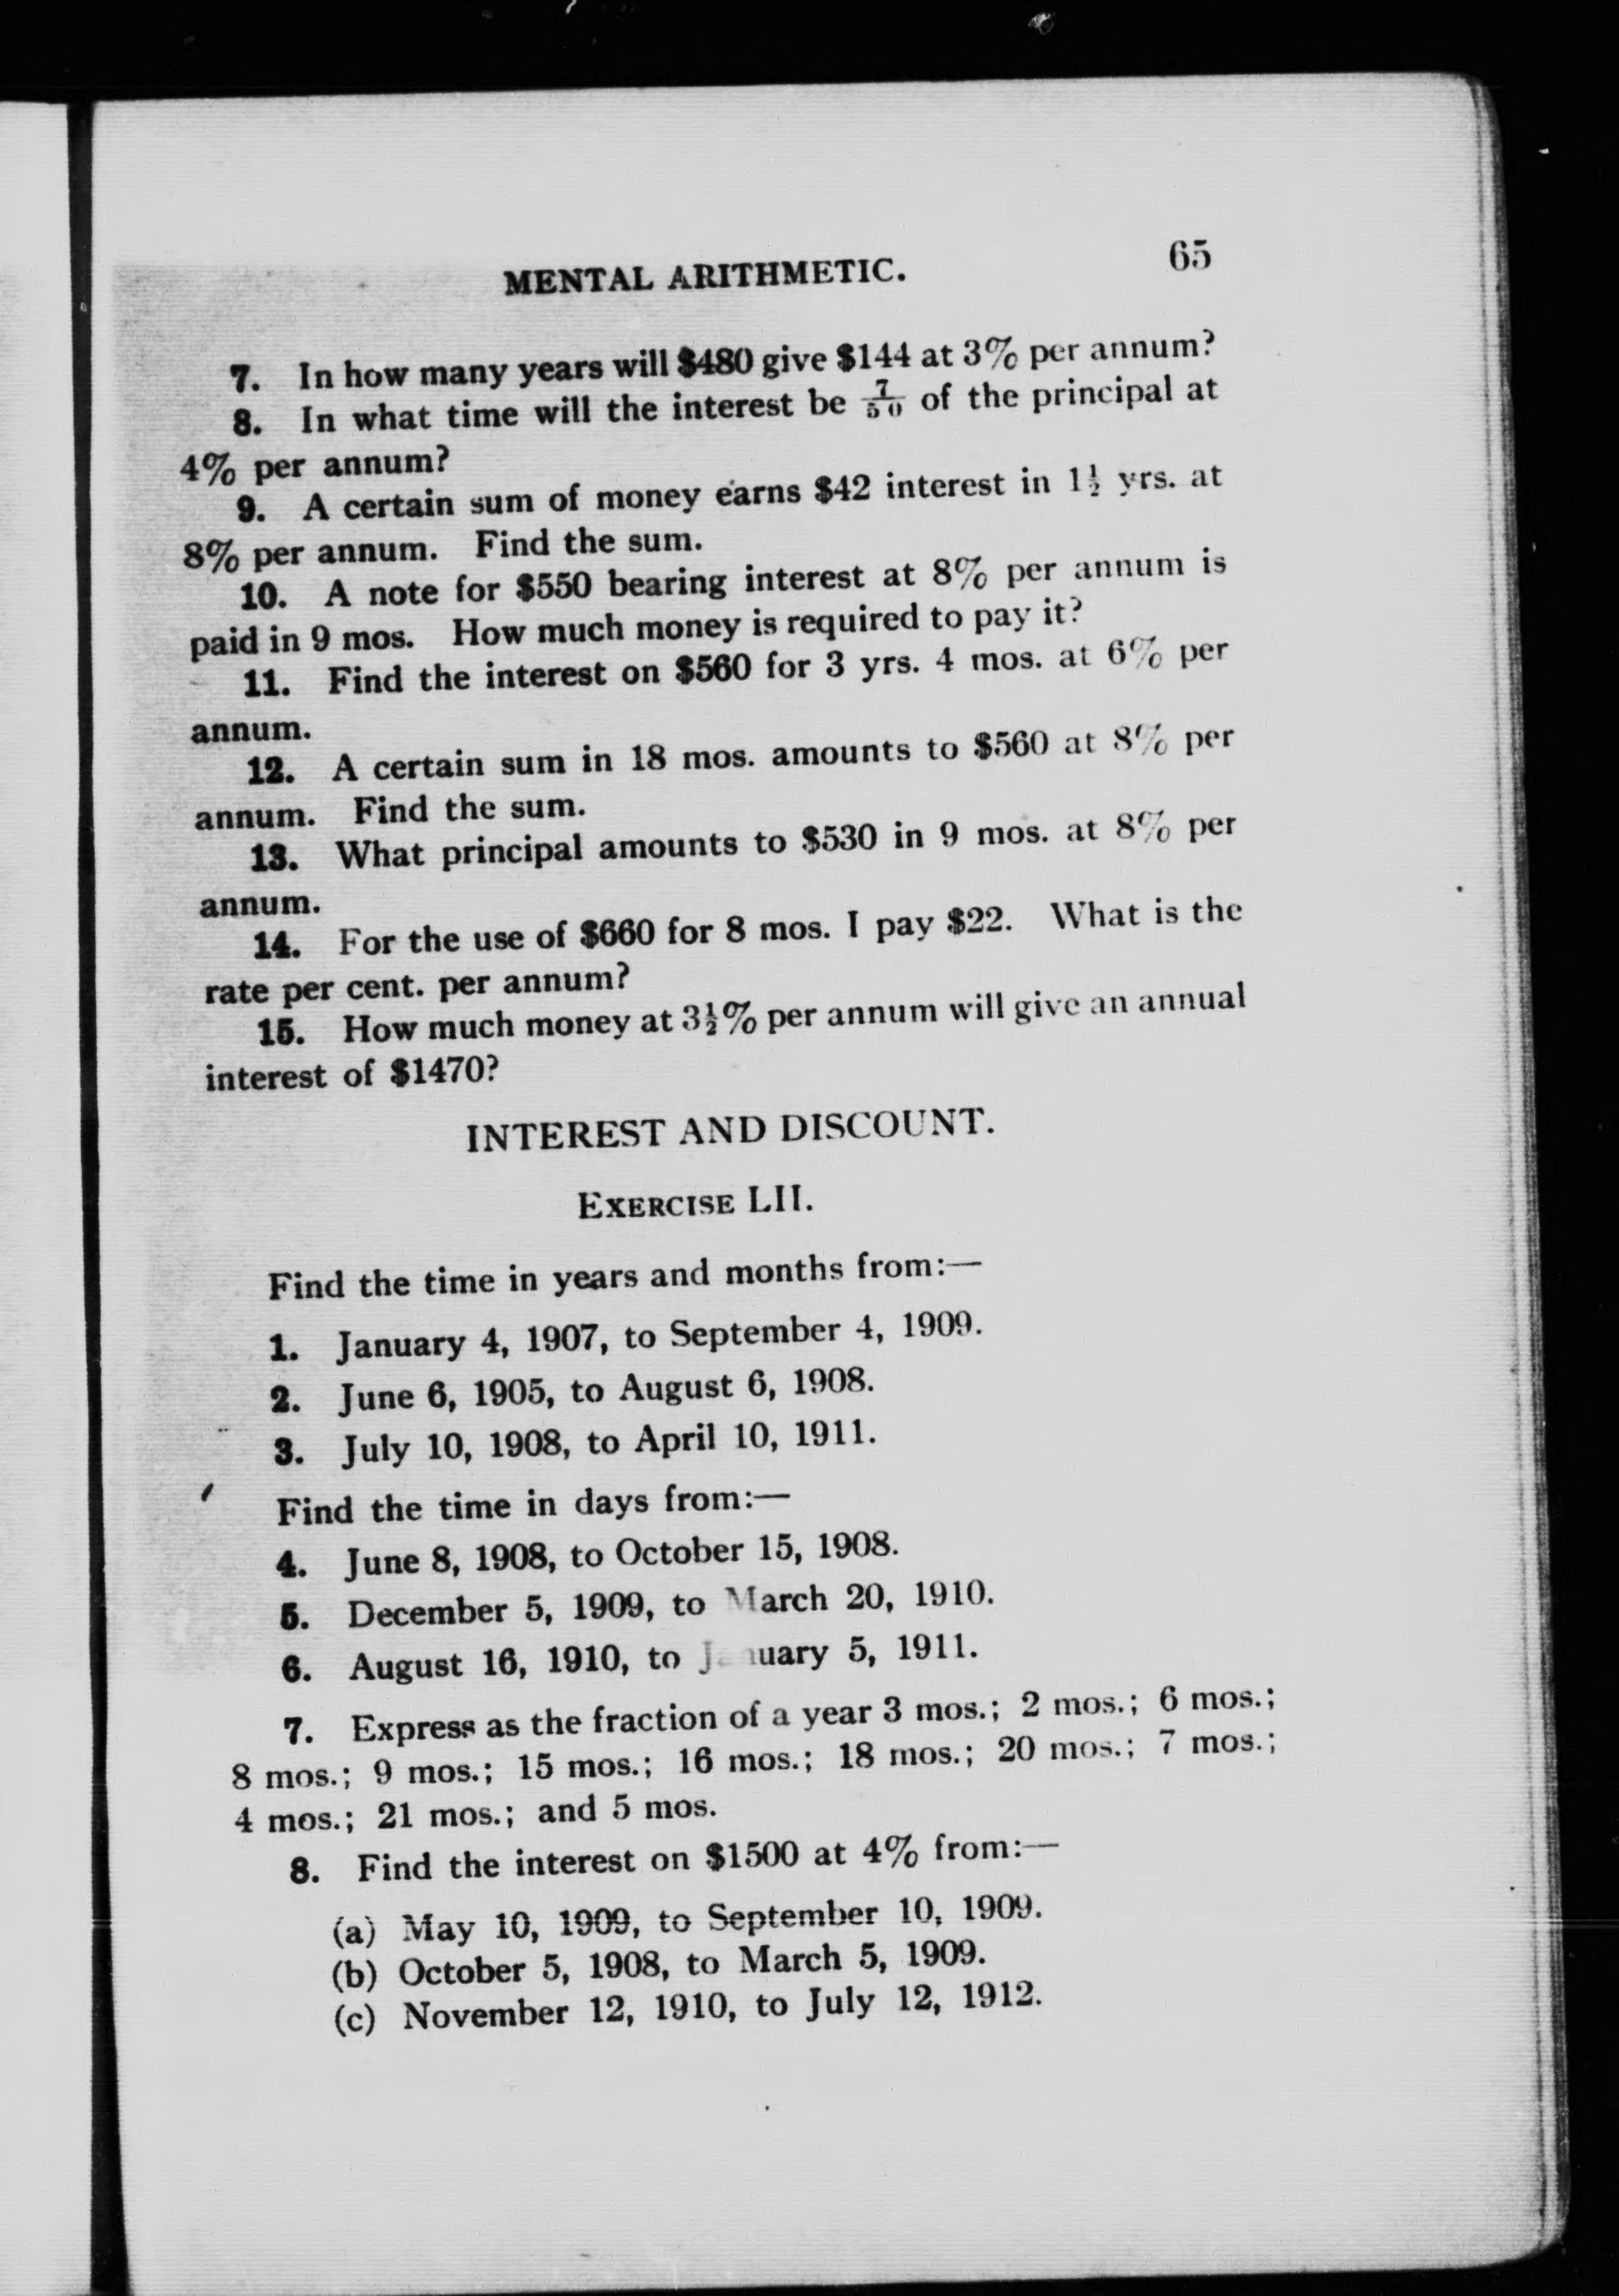 MENTAL ARITHMETIC. 65
7. In how many years will $480 give $144 at 3% per annum?
8. In what time will the interest be 7/50 of the principal at
4% per annum?
9. A certain sum of money earns $42 interest in 1½ yrs. at
8% per annum. Find the sum.
10. A note for $550 bearing interest at 8% per annum is
paid in 9 mos. How much money is required to pay it?
11. Find the interest on $560 for 3 yrs. 4 mos. at 6% per
annum.
12. A certain sum in 18 mos. amounts to $560 at 8% per
annum. Find the sum.
13. What principal amounts to $530 in 9 mos. at 8% per
annum.
14. For the use of $660 for 8 mos. I pay $22. What is the
rate per cent. per annum?
15. How much money at 3½% per annum will give an annual
interest of $1470?
INTEREST AND DISCOUNT.
EXERCISE LII.
Find the time in years and months from:—
1. January 4, 1907, to September 4, 1909.
2. June 6, 1905, to August 6, 1908.
3. July 10, 1908, to April 10, 1911.
Find the time in days from:—
4. June 8, 1908, to October 15, 1908.
5. December 5, 1909, to March 20, 1910.
6. August 16, 1910, to January 5, 1911.
7. Express as the fraction of a year 3 mos.; 2 mos.; 6 mos.;
8 mos.; 9 mos.; 15 mos.; 16 mos.; 18 mos.; 20 mos.; 7 mos.;
4 mos.; 21 mos.; and 5 mos.
8. Find the interest on $1500 at 4% from:—
(a) May 10, 1909, to September 10, 1909.
(b) October 5, 1908, to March 5, 1909.
(c) November 12, 1910, to July 12, 1912.